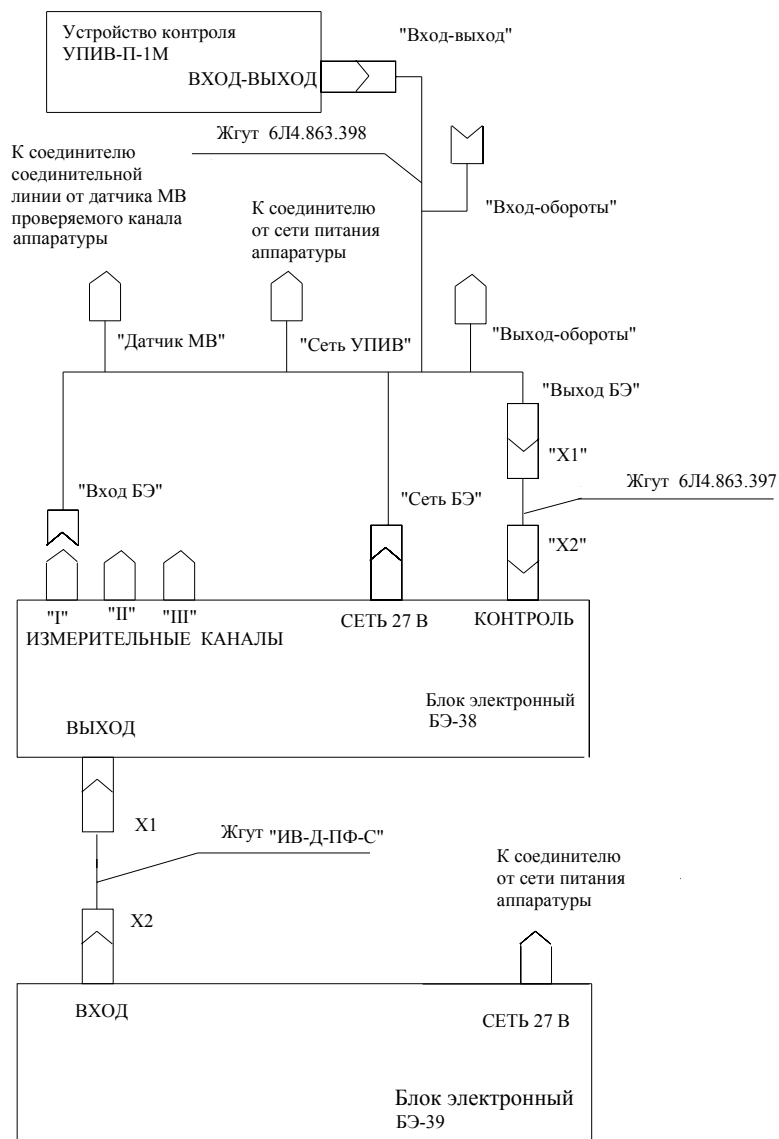 Устройство контроля
УПИВ-П-1М
ВХОД-ВЫХОД
"Вход-выход"
Жгут 6Л4.863.398
К соединителю
соединительной
линии от датчика МВ
проверяемого канала
аппаратуры
К соединителю
от сети питания
аппаратуры
"Вход-обороты"
"Датчик МВ"
"Сеть УПИВ"
"Выход-обороты"
"Выход БЭ"
"Х1"
"Вход БЭ"
"Сеть БЭ"
Жгут 6Л4.863.397
"Х2"
"I"
"II"
"III"
СЕТЬ 27 В
КОНТРОЛЬ
ИЗМЕРИТЕЛЬНЫЕ КАНАЛЫ
Блок электронный
БЭ-38
ВЫХОД
Х1
Жгут "ИВ-Д-ПФ-С"
К соединителю
от сети питания
аппаратуры
Х2
ВХОД
СЕТЬ 27 В
Блок электронный
БЭ-39